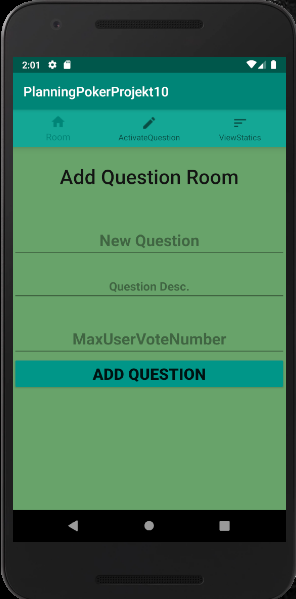 2:01
PlanningPokerProjekt10
Room ActivateQuestion ViewStatics
Add Question Room
New Question
Question Desc.
MaxUserVoteNumber
ADD QUESTION